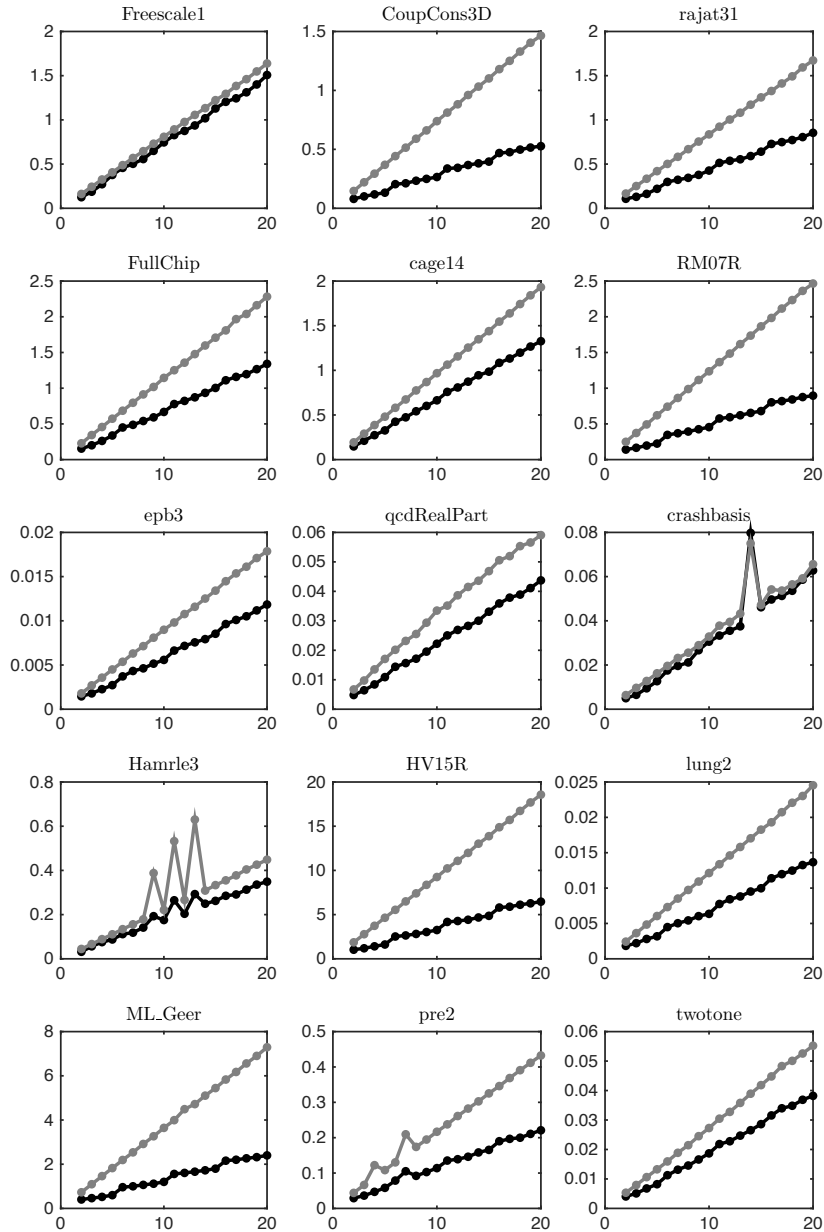 Freescale1 CoupCons3D rajat31
2 1.5 2
1.5 1.5
1 1
1 0.5 1
0.5 0.5
0 0 0
0 10 20 0 10 20 0 10 20
FullChip cage14 RM07R
2.5 2 2.5
2 2
1.5
1.5 1.5
1
1 1
0.5
0.5 0.5
0 0 0
0 10 20 0 10 20 0 10 20
epb3 qcdRealPart crashbasis
0.02 0.06 0.08
0.05
0.015 0.06
0.04
0.01 0.03 0.04
0.02
0.005 0.02
0.01
0 0 0
0 10 20 0 10 20 0 10 20
Hamrle3 HV15R lung2
0.8 20 0.025
0.02
0.6 15
0.015
0.4 10
0.01
0.2 5
0.005
0 0 0
0 10 20 0 10 20 0 10 20
ML_Geer pre2 twotone
8 0.5 0.06
0.05
0.4
6
0.04
0.3
4 0.03
0.2
0.02
2
0.1
0.01
0 0 0
0 10 20 0 10 20 0 10 20